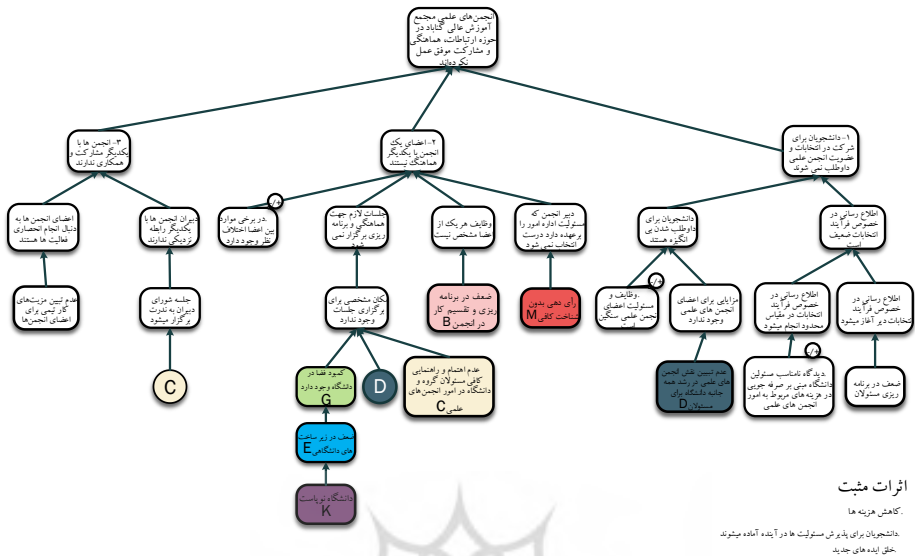 انجمن‌های علمی مجتمع
آموزش عالی گناباد در
حوزه ارتباطات، هماهنگی
و مشارکت موفق عمل
نکرده‌اند
۱- دانشجویان برای
شرکت در انتخابات و
عضویت انجمن علمی
داوطلب نمی شوند
۲- اعضای یک
انجمن با یکدیگر
هماهنگ نیستند
۳- انجمن ها با
یکدیگر مشارکت و
همکاری ندارند
اطلاع رسانی در
خصوص فرآیند
انتخابات ضعیف
است
دانشجویان برای
داوطلب شدن بی
انگیزه هستند
دبیر انجمن که
مسئولیت اداره امور را
برعهده دارد درست
انتخاب نمی شود
وظایف هر یک از
اعضا مشخص نیست
جلسات لازم جهت
هماهنگی و برنامه
ریزی برگزار نمی
شود
-/+
.در برخی موارد
بین اعضا اختلاف
نظر وجود دارد
دبیران انجمن ها با
یکدیگر رابطه
نزدیکی ندارند
اعضای انجمن ها به
دنبال انجام انحصاری
فعالیت ها هستند
اطلاع رسانی در
خصوص فرآیند
انتخابات دیر آغاز میشود
اطلاع رسانی در
خصوص فرآیند
انتخابات در مقیاس
محدود انجام میشود
مزایایی برای اعضای
انجمن های علمی
وجود ندارد
-/+
.وظایف و
مسئولیت اعضای
انجمن علمی سنگین
است
رأی دهی بدون
شناخت کافی M
ضعف در برنامه
ریزی و تقسیم کار
در انجمن B
مکان مشخصی برای
برگزاری جلسات
وجود ندارد
جلسه شورای
دبیران به ندرت
برگزار میشود
عدم تبیین مزیت‌های
کار تیمی برای
اعضای انجمن‌ها
ضعف در برنامه
ریزی مسئولان
-/+
.دیدگاه نامناسب مسئولین
دانشگاه مبنی بر صرفه جویی
در هزینه های مربوط به امور
انجمن های علمی
عدم تبیین نقش انجمن
های علمی در رشد همه
جانبه دانشگاه برای
مسئولان D
عدم اهتمام و راهنمایی
کافی مسئولان گروه و
دانشگاه در امور انجمن‌های
علمی C
D
کمبود فضا در
دانشگاه وجود دارد
G
C
ضعف در زیر ساخت
های دانشگاهی E
دانشگاه نوپاست
K
اثرات مثبت
.کاهش هزینه ها
.دانشجویان برای پذیرش مسئولیت ها در آینده آماده میشوند
خلق ایده های جدید